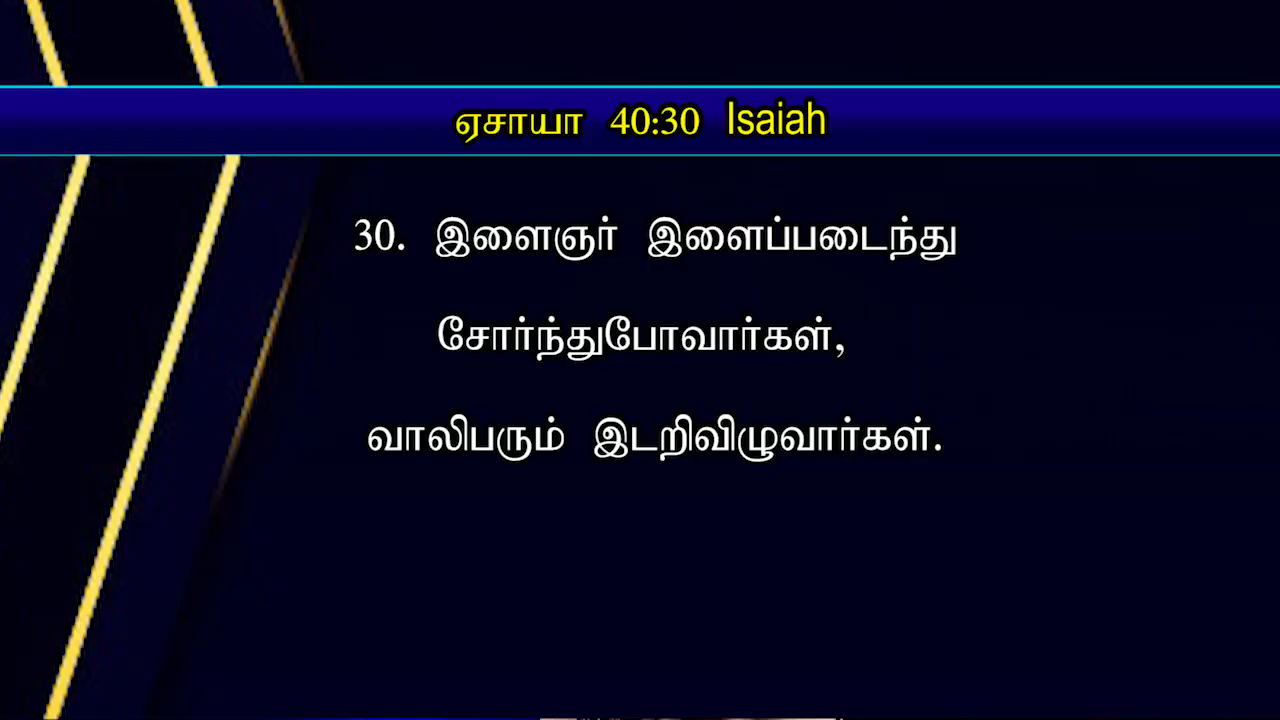 ஏசாயா 40:30 Isaiah
30. இளைஞர் இளைப்படைந்து
சோர்ந்துபோவார்கள்,
வாலிபரும் இடறிவிழுவார்கள்.